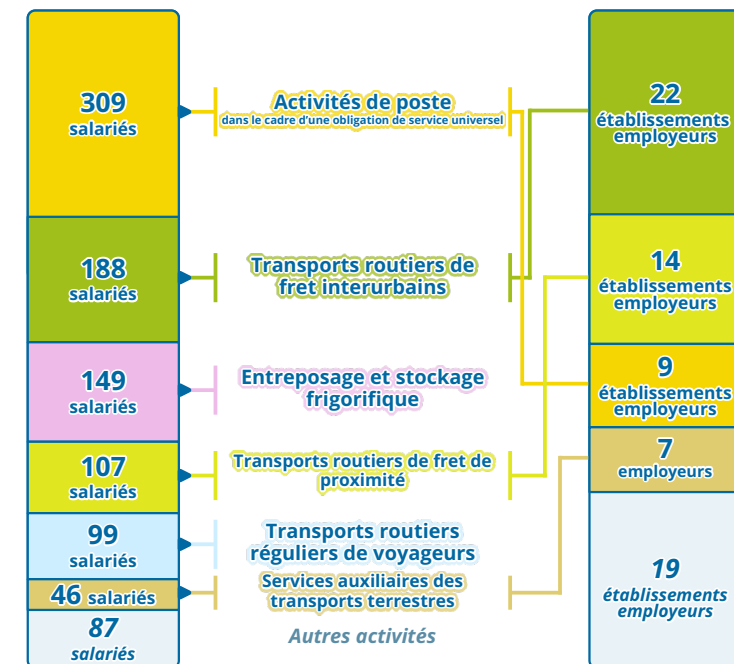 309
salariés
Activités de poste
dans le cadre d'une obligation de service universel
22
établissements
employeurs
188
salariés
Transports routiers de
fret interurbains
14
établissements
employeurs
149
salariés
Entreposage et stockage
frigorifique
9
établissements
employeurs
107
salariés
Transports routiers de fret de
proximité
7
employeurs
99
salariés
Transports routiers
réguliers de voyageurs
46 salariés
Services auxiliaires des
transports terrestres
19
établissements
employeurs
87
salariés
Autres activités